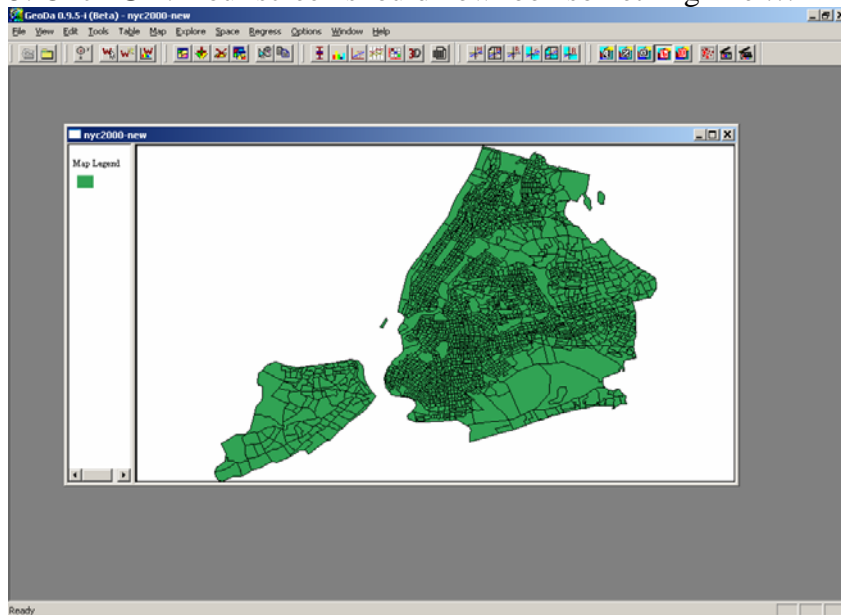 GeoDa 0.9.5-i (Beta) - nyc2000-new
File View Edit Tools Table Map Explore Space Regress Options Window Help
3D
nyc2000-new
Map Legend
Ready